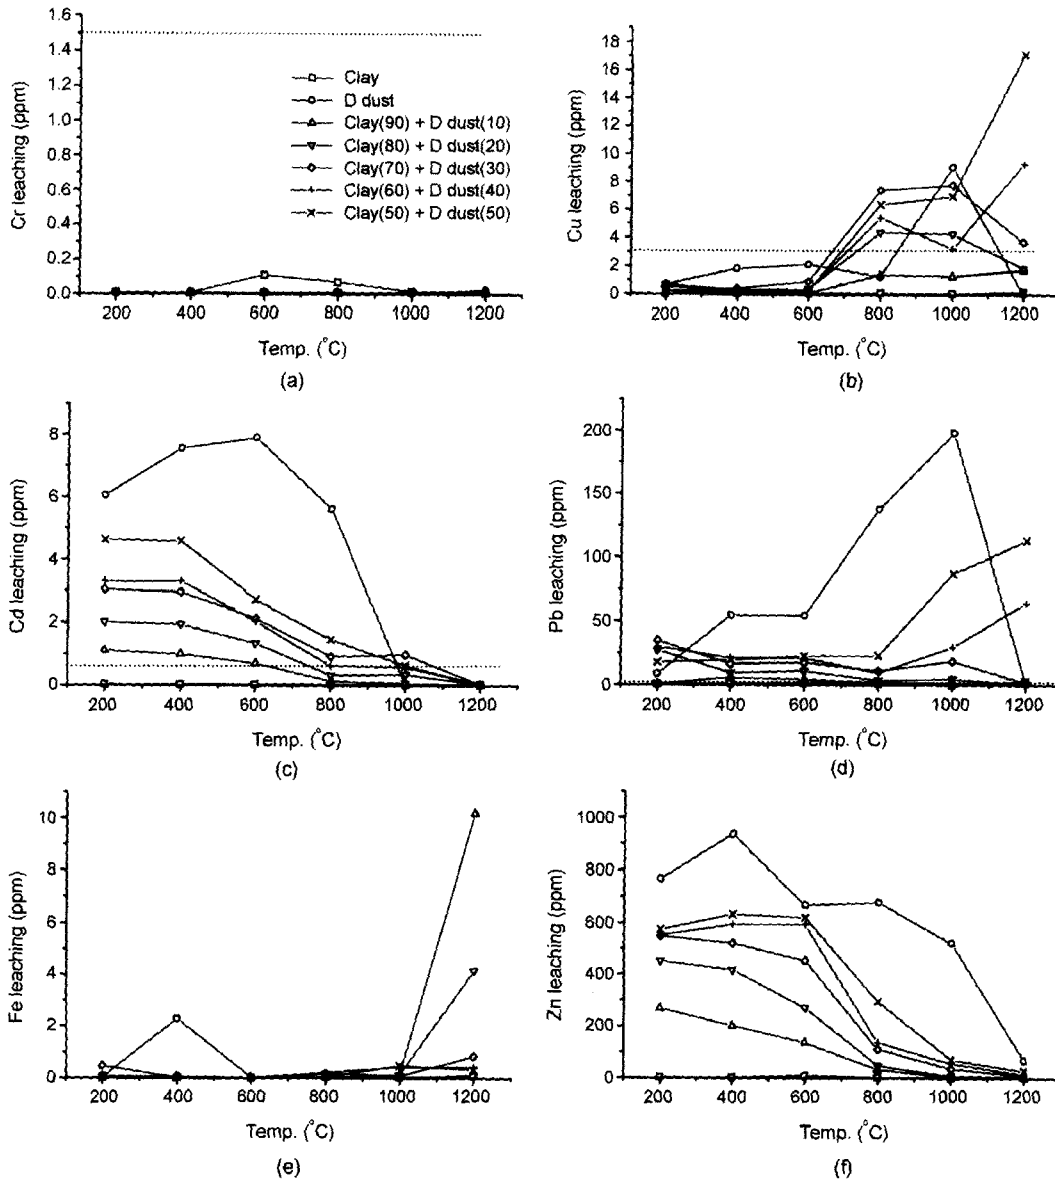 1.6
1.4
1.2
1.0
0.8
0.6
0.4
0.2
0.0
Cr leaching (ppm)
Clay
D dust
Clay(90) + D dust(10)
Clay(80) + D dust(20)
Clay(70) + D dust(30)
Clay(60) + D dust(40)
Clay(50) + D dust(50)
200 400 600 800 1000 1200
Temp. (°C)
(a)
18
16
14
12
10
8
6
4
2
0
Cu leaching (ppm)
200 400 600 800 1000 1200
Temp. (°C)
(b)
8
6
4
2
0
Cd leaching (ppm)
200 400 600 800 1000 1200
Temp. (°C)
(c)
200
150
100
50
0
Pb leaching (ppm)
200 400 600 800 1000 1200
Temp. (°C)
(d)
10
8
6
4
2
0
Fe leaching (ppm)
200 400 600 800 1000 1200
Temp. (°C)
(e)
1000
800
600
400
200
0
Zn leaching (ppm)
200 400 600 800 1000 1200
Temp. (°C)
(f)